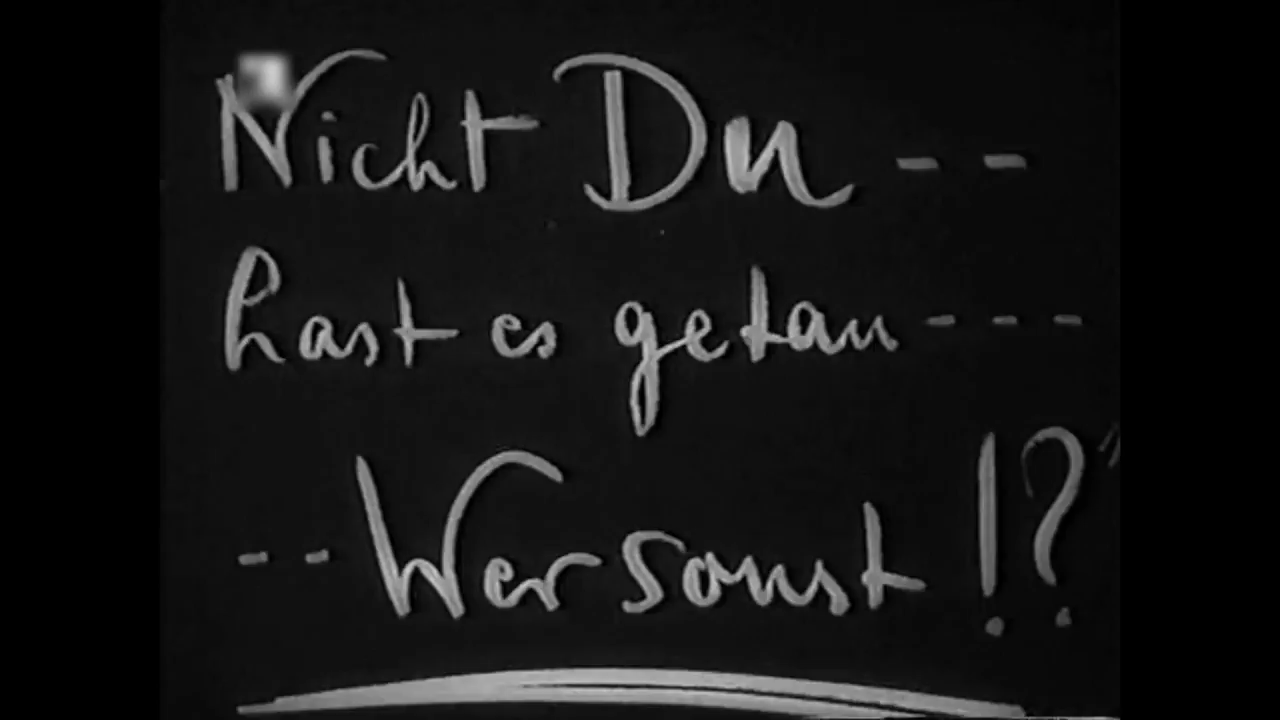 Nicht Du - -
hast es getan - - -
- - Wer sonst !?"